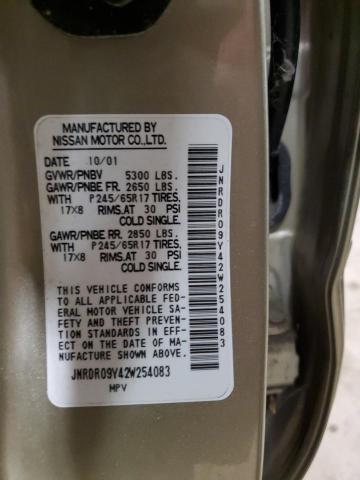 MANUFACTURED BY
NISSAN MOTOR CO.,LTD.
DATE 10/01
GVWR/PNBV 5300 LBS.
GAWR/PNBE FR. 2650 LBS.
WITH P245/65R17 TIRES,
17X8 RIMS,AT 30 PSI
COLD SINGLE.
GAWR/PNBE RR. 2850 LBS.
WITH P245/65R17 TIRES,
17X8 RIMS,AT 30 PSI
COLD SINGLE.
THIS VEHICLE CONFORMS
TO ALL APPLICABLE FED-
ERAL MOTOR VEHICLE SA-
FETY AND THEFT PREVENTION
STANDARDS IN EFF-
ECT ON THE DATE OF MA-
NUFACTURE SHOWN ABOVE.
JNRDR09Y42W254083
MPV
JNRDR09Y42W254083